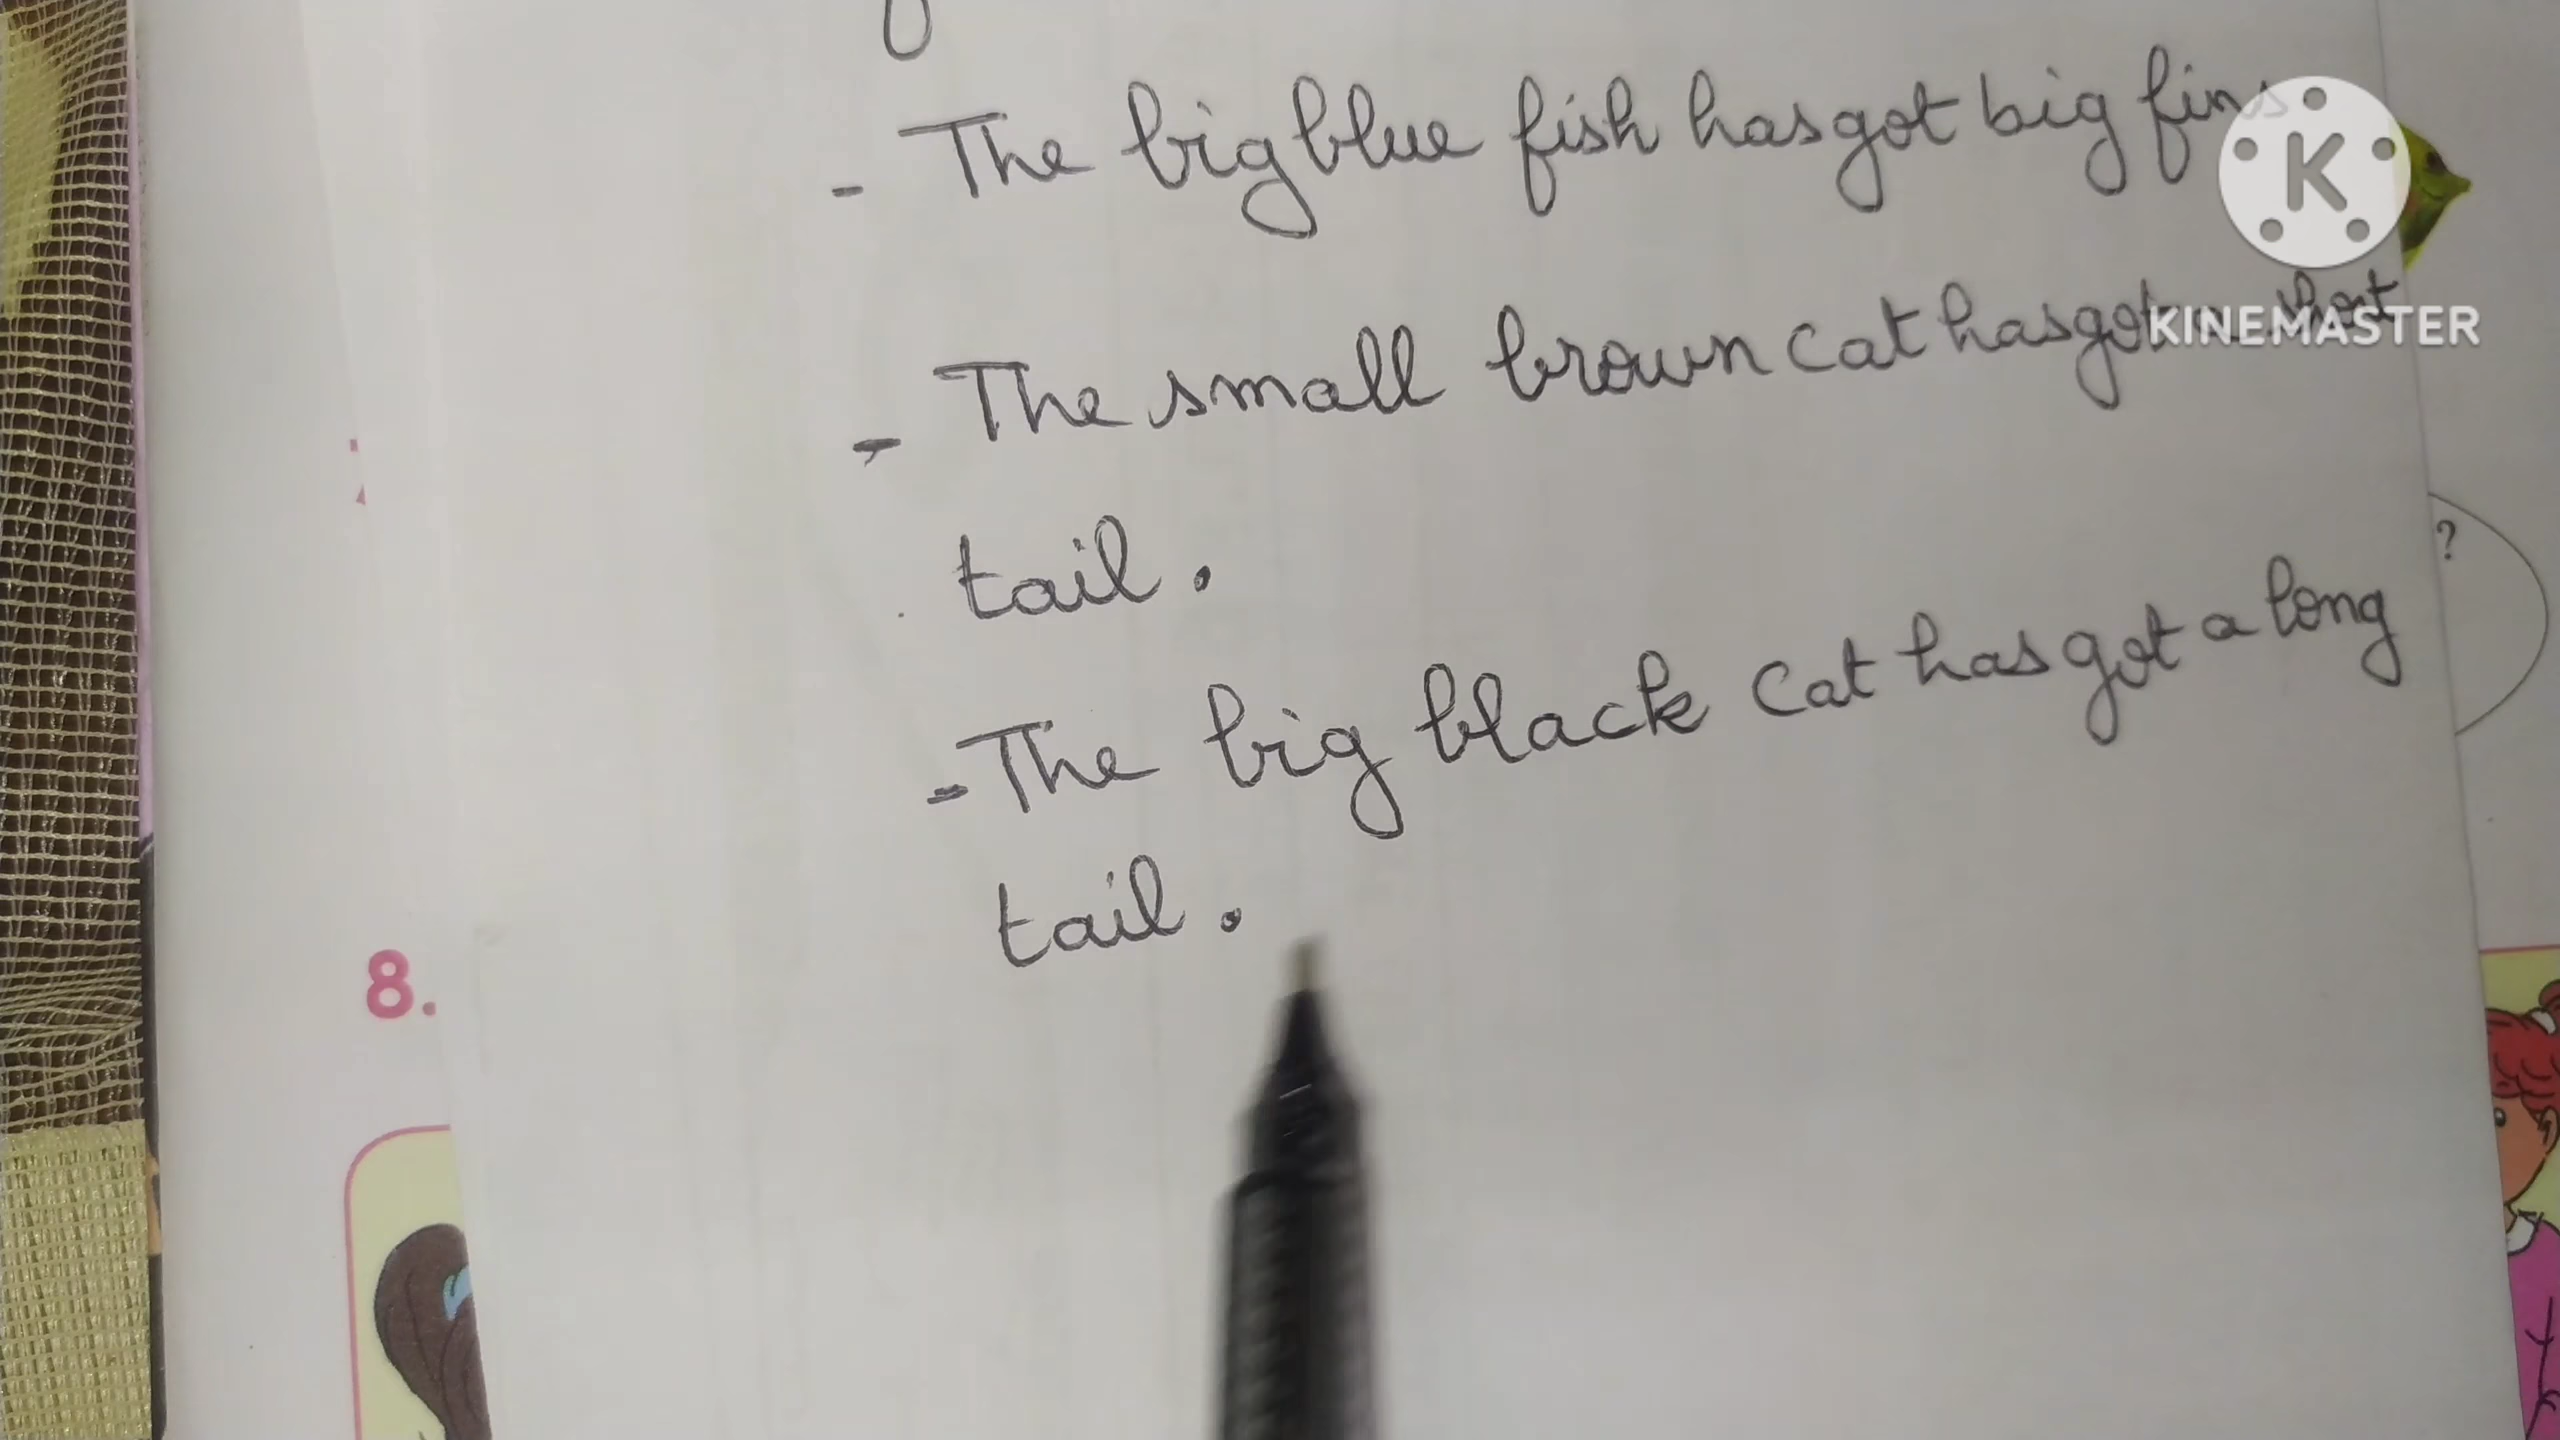 - The big blue fish has got big fins
K
KINEMASTER
- The small brown cat has got a short
tail.
?
- The big black cat has got a long
tail.
8.